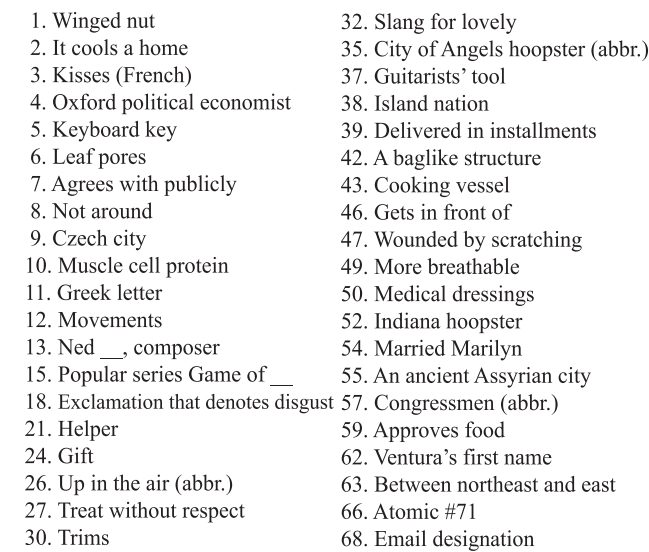 1. Winged nut
2. It cools a home
3. Kisses (French)
4. Oxford political economist
5. Keyboard key
6. Leaf pores
7. Agrees with publicly
8. Not around
9. Czech city
10. Muscle cell protein
11. Greek letter
12. Movements
13. Ned __, composer
15. Popular series Game of __
18. Exclamation that denotes disgust
21. Helper
24. Gift
26. Up in the air (abbr.)
27. Treat without respect
30. Trims
32. Slang for lovely
35. City of Angels hoopster (abbr.)
37. Guitarists’ tool
38. Island nation
39. Delivered in installments
42. A baglike structure
43. Cooking vessel
46. Gets in front of
47. Wounded by scratching
49. More breathable
50. Medical dressings
52. Indiana hoopster
54. Married Marilyn
55. An ancient Assyrian city
57. Congressmen (abbr.)
59. Approves food
62. Ventura’s first name
63. Between northeast and east
66. Atomic #71
68. Email designation